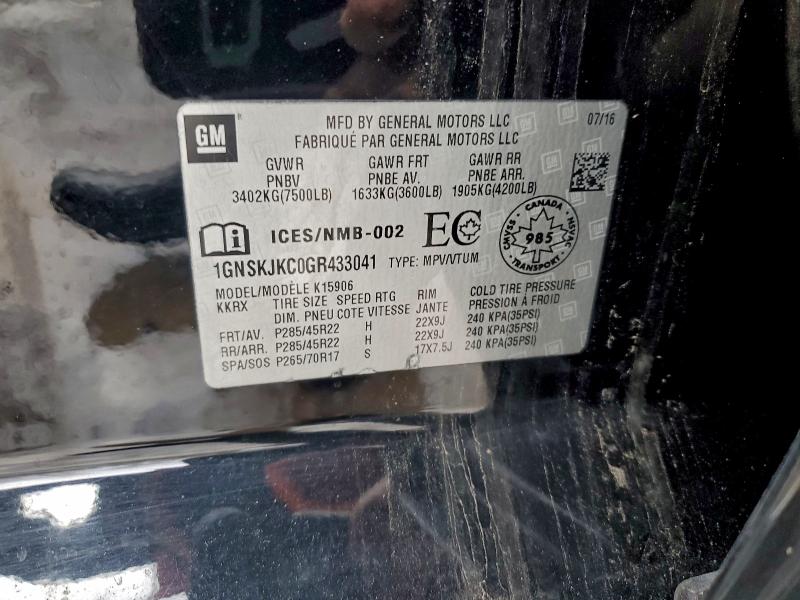 GM
MFD BY GENERAL MOTORS LLC 07/16
FABRIQUÉ PAR GENERAL MOTORS LLC
GVWR GAWR FRT GAWR RR
PNBV PNBE AV. PNBE ARR.
3402KG(7500LB) 1633KG(3600LB) 1905KG(4200LB)
ICES/NMB-002 EC CANADA CMVSS 985 NSVAC TRANSPORT
1GNSKJKC0GR433041 TYPE: MPV/VTUM
MODEL/MODÈLE K15906
KKRX TIRE SIZE SPEED RTG RIM COLD TIRE PRESSURE
DIM. PNEU COTE VITESSE JANTE PRESSION À FROID
FRT/AV. P285/45R22 H 22X9J 240 KPA(35PSI)
RR/ARR. P285/45R22 H 22X9J 240 KPA(35PSI)
SPA/SOS P265/70R17 S 17X7.5J 240 KPA(35PSI)